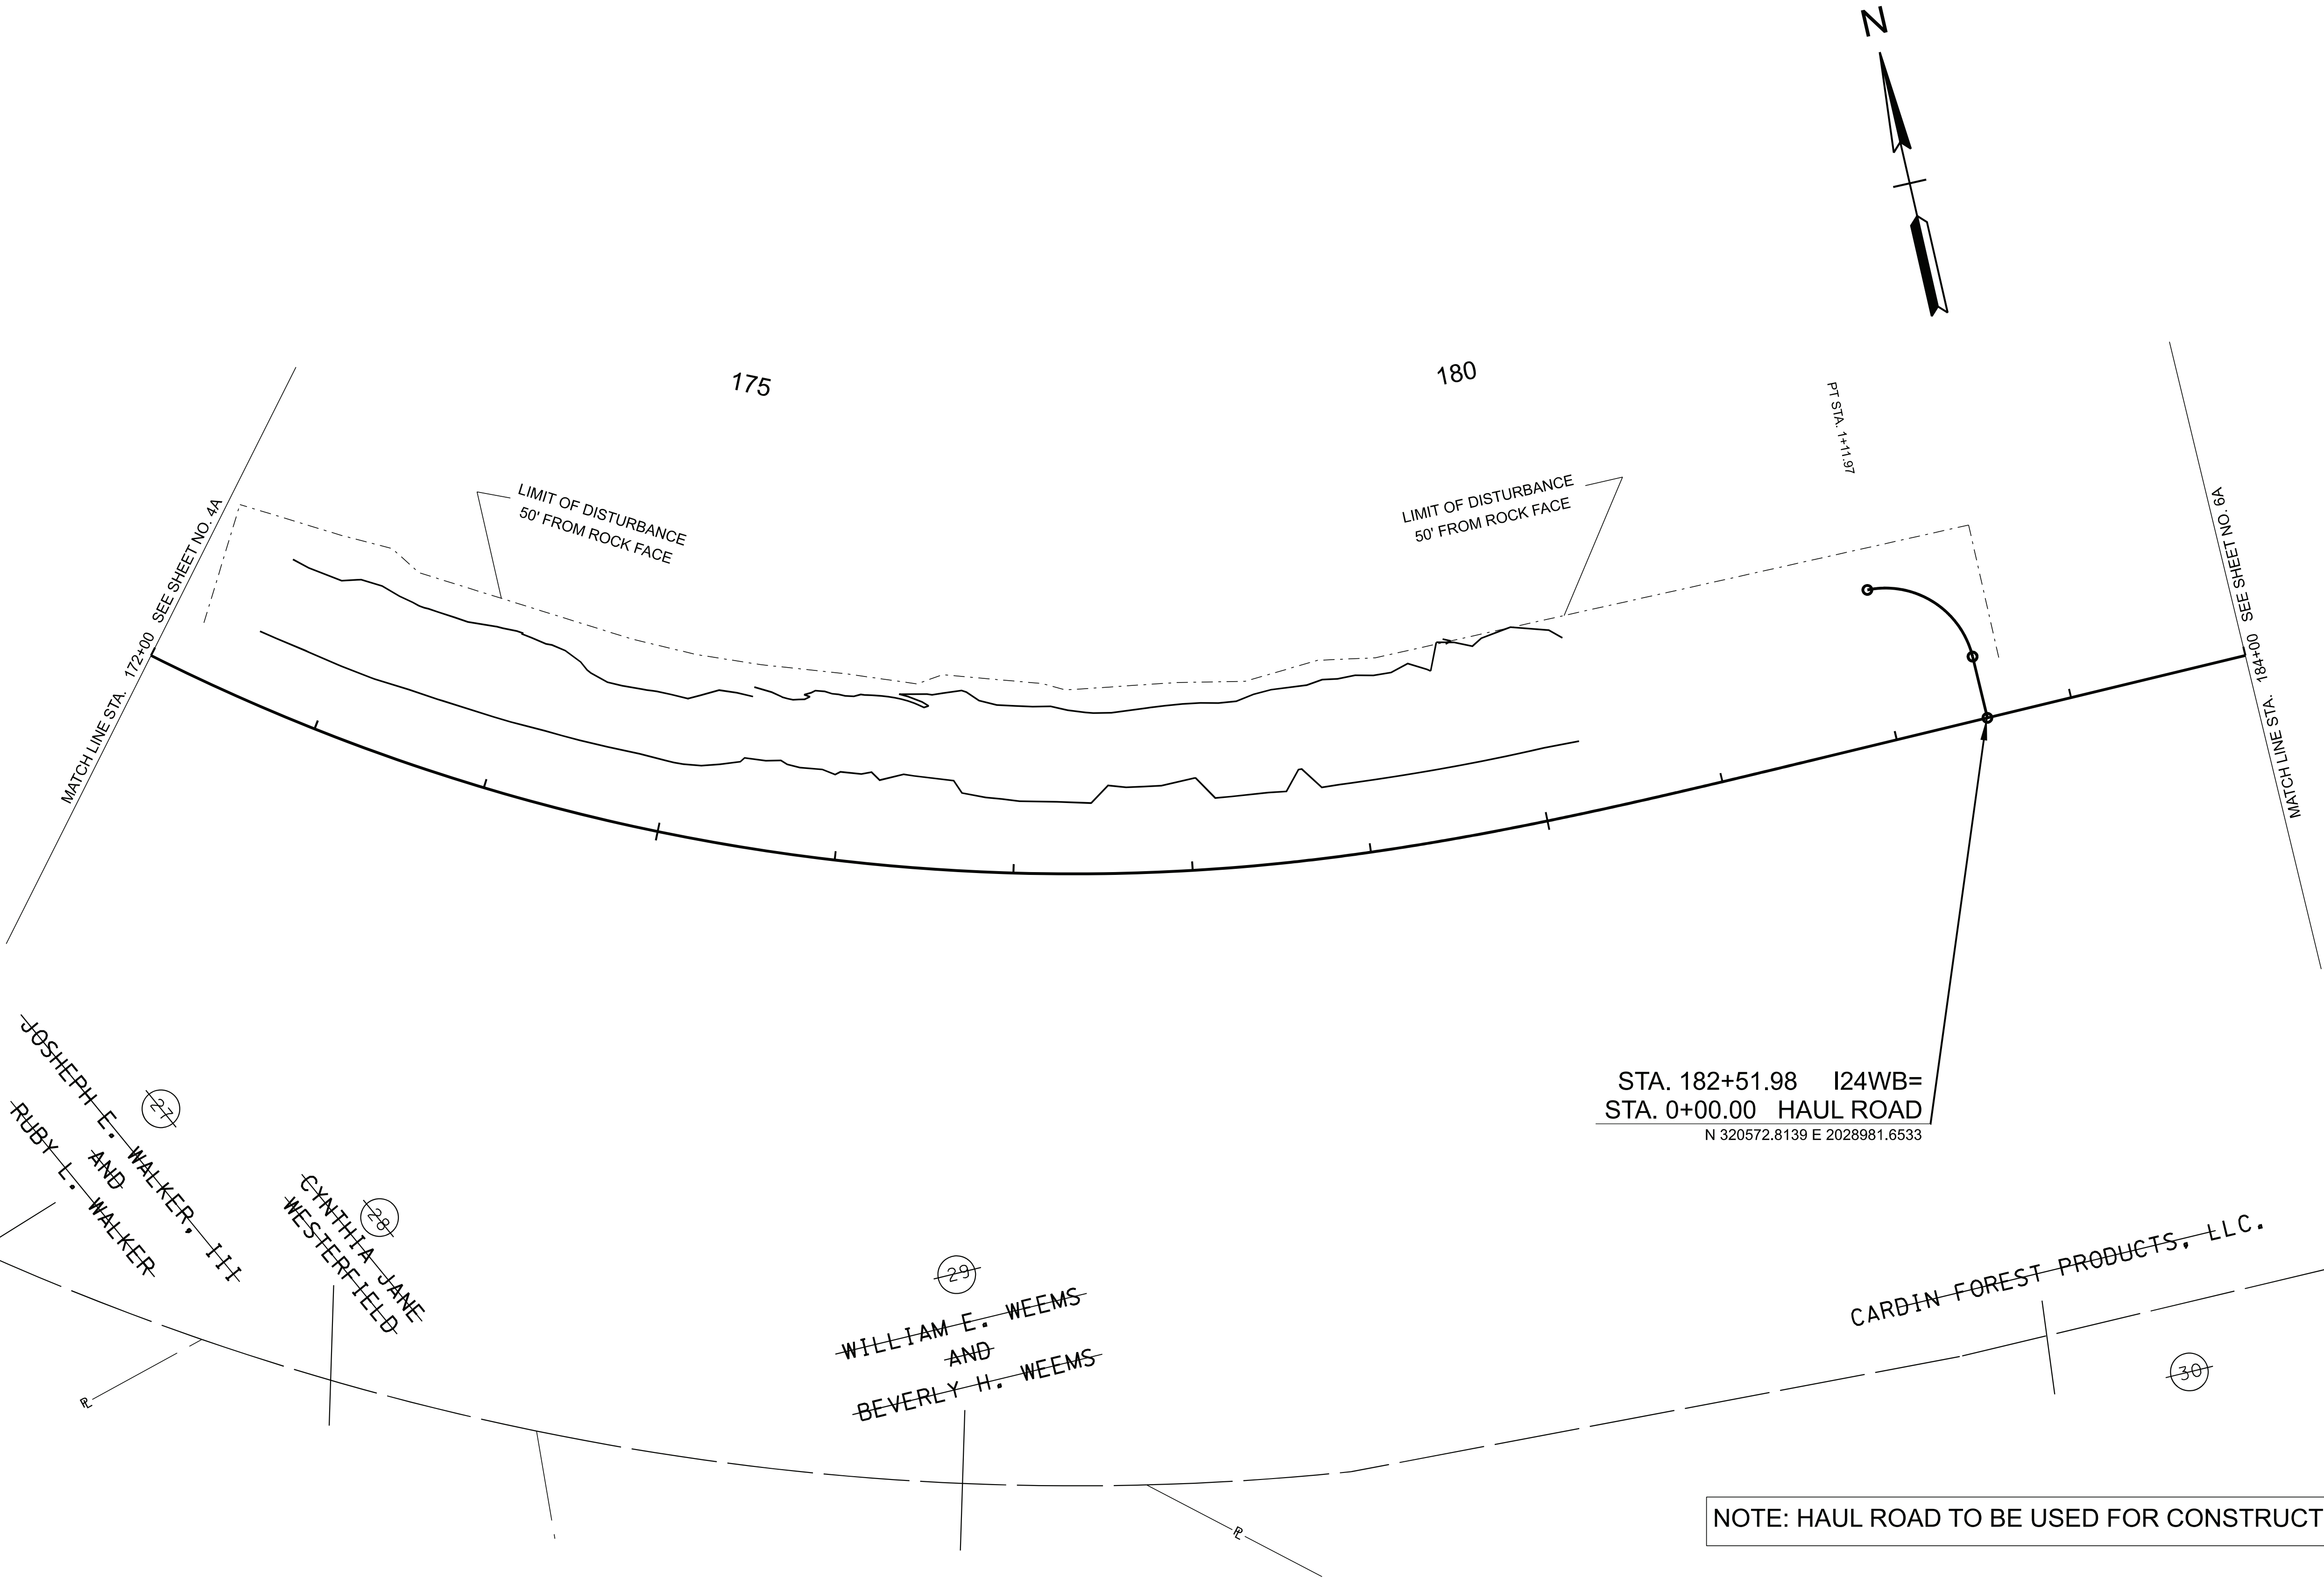 N
175
180
PT STA. 1+11.97
LIMIT OF DISTURBANCE
50' FROM ROCK FACE
LIMIT OF DISTURBANCE
50' FROM ROCK FACE
MATCH LINE STA. 172+00 SEE SHEET NO. 4A
MATCH LINE STA. 184+00 SEE SHEET NO. 6A
STA. 182+51.98 I24WB=
STA. 0+00.00 HAUL ROAD
N 320572.8139 E 2028981.6533
27
JOSHEPH E. WALKER, III
AND
RUBY L. WALKER
28
CYNTHIA JANE
WESTERFIELD
29
WILLIAM E. WEEMS
AND
BEVERLY H. WEEMS
CARDIN FOREST PRODUCTS, LLC.
30
PL
PL
NOTE: HAUL ROAD TO BE USED FOR CONSTRUCT